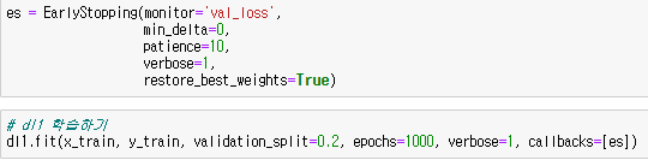 es = EarlyStopping(monitor='val_loss',
min_delta=0,
patience=10,
verbose=1,
restore_best_weights=True)
# dl1 학습하기
dl1.fit(x_train, y_train, validation_split=0.2, epochs=1000, verbose=1, callbacks=[es])